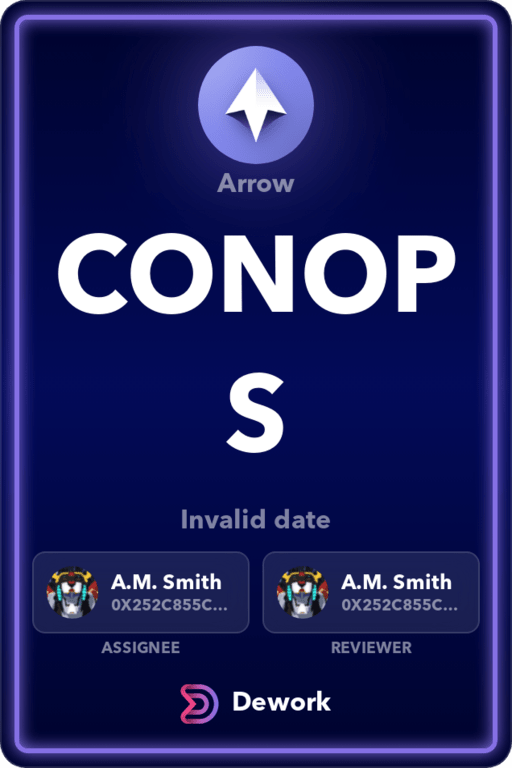 Arrow
CONOP
S
Invalid date
A.M. Smith
0X252C855C...
A.M. Smith
0X252C855C...
ASSIGNEE
REVIEWER
Dework